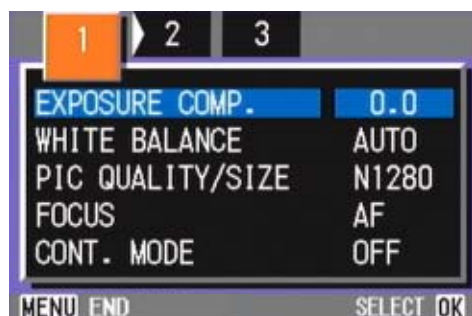 1 2 3
EXPOSURE COMP. 0.0
WHITE BALANCE AUTO
PIC QUALITY/SIZE N1280
FOCUS AF
CONT. MODE OFF
MENU END SELECT OK